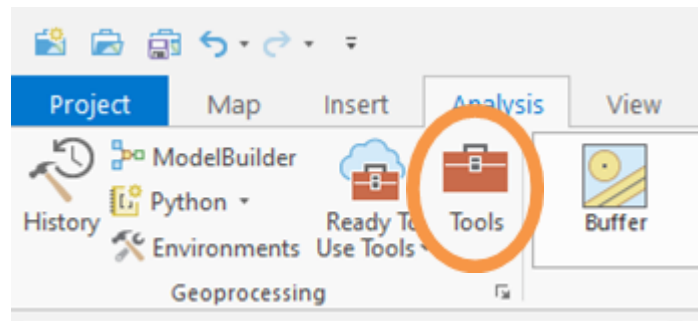 Project Map Insert Analysis View
ModelBuilder
Python
History
Environments
Ready To
Use Tools
Tools
Buffer
Geoprocessing